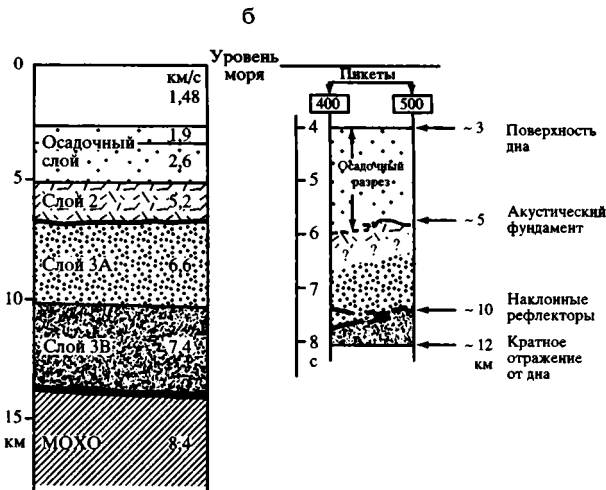 б
0
км/с
1,48
1,9
Осадочный
слой
2,6
5
Слой 2
5,2
Слой 3А
6,6
10
Слой 3В
7,4
15
км
МОХО
8,4
Уровень
моря
Пикеты
400
500
4
~ 3
Поверхность
дна
Осадочный
разрез
5
~ 5
Акустический
фундамент
6
? ? ?
7
~ 10
Наклонные
рефлекторы
8
с
~ 12
км
Кратное
отражение
от дна